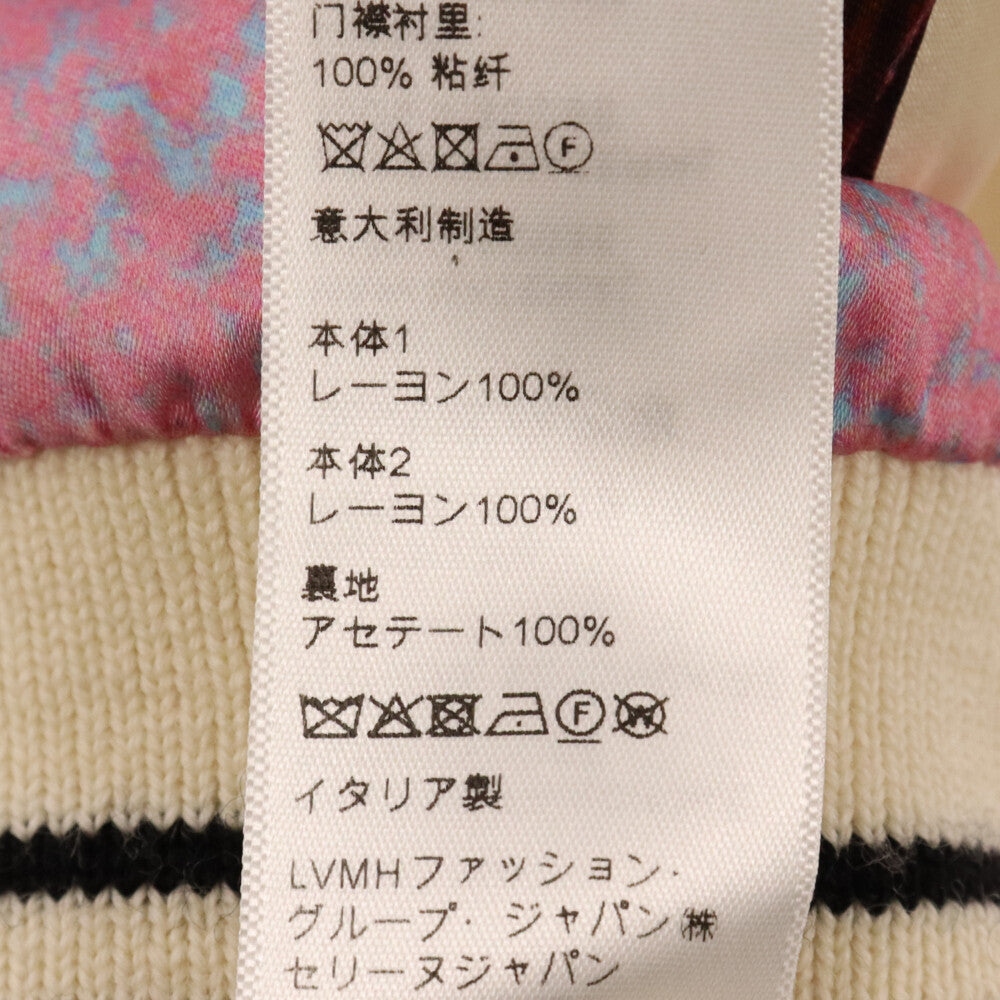 门襟衬里:
100% 粘纤
F
意大利制造
本体1
レーヨン100%
本体2
レーヨン100%
裏地
アセテート100%
F W
イタリア製
LVMHファッション・
グループ・ジャパン㈱
セリーヌジャパン